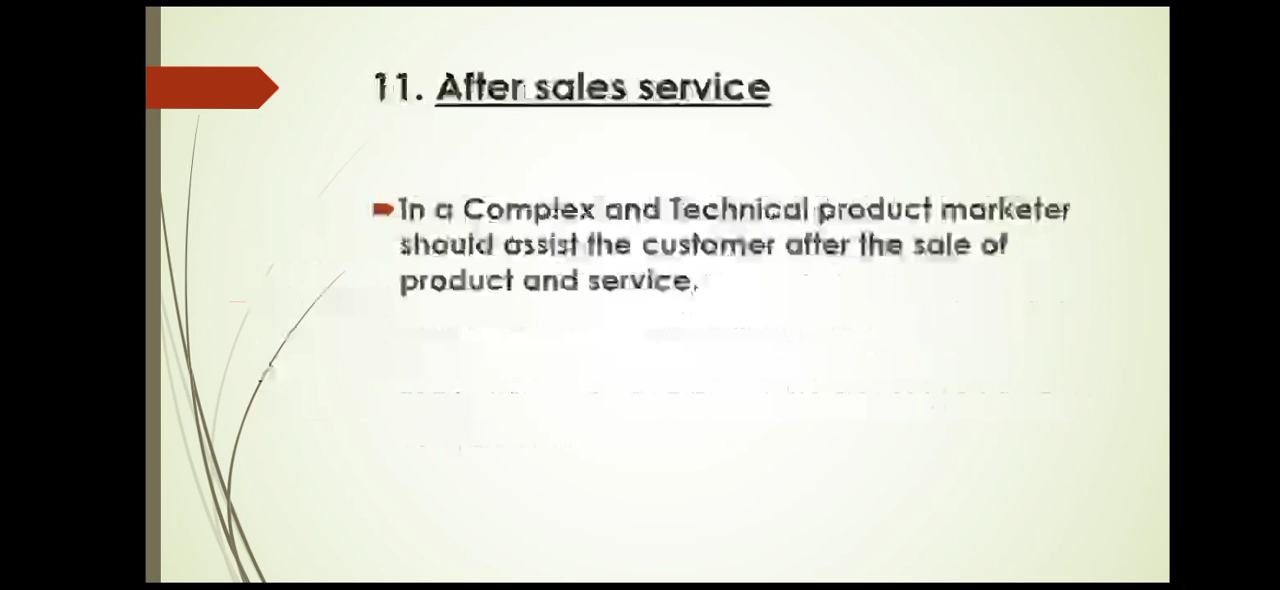 11. After sales service
In a Complex and Technical product marketer
should assist the customer after the sale of
product and service.